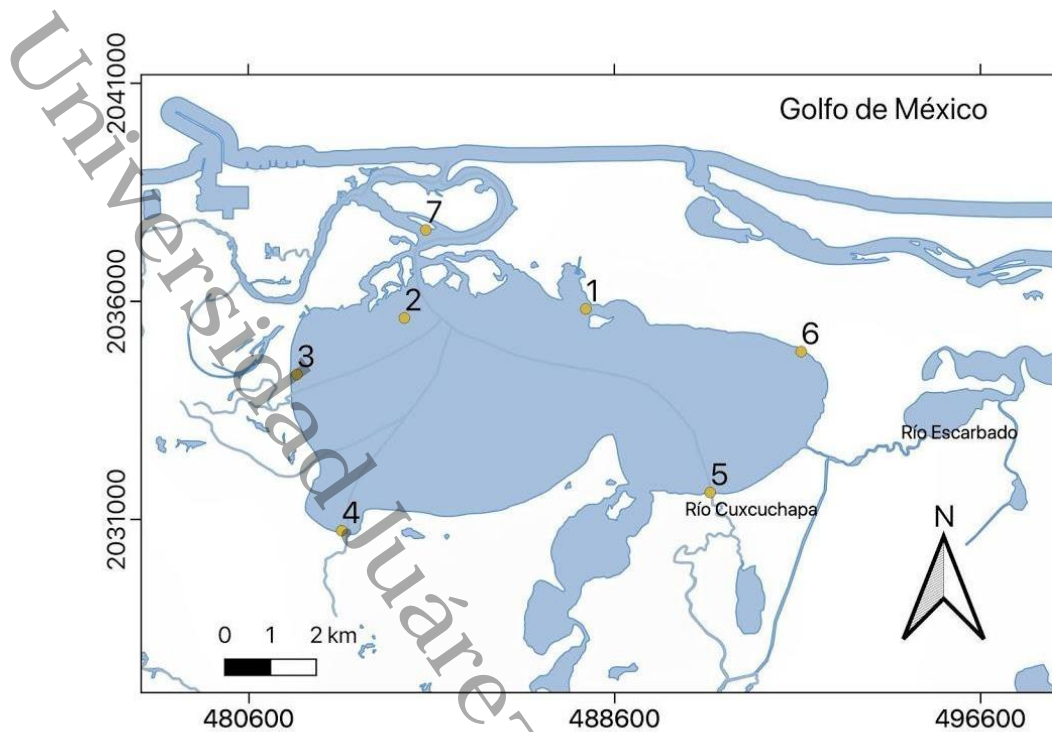 Universidad Juárez
2041000
2036000
2031000
Golfo de México
7
1
2
3
6
4
5
Río Escarbado
Río Cuxcuchapa
N
0 1 2 km
480600
488600
496600